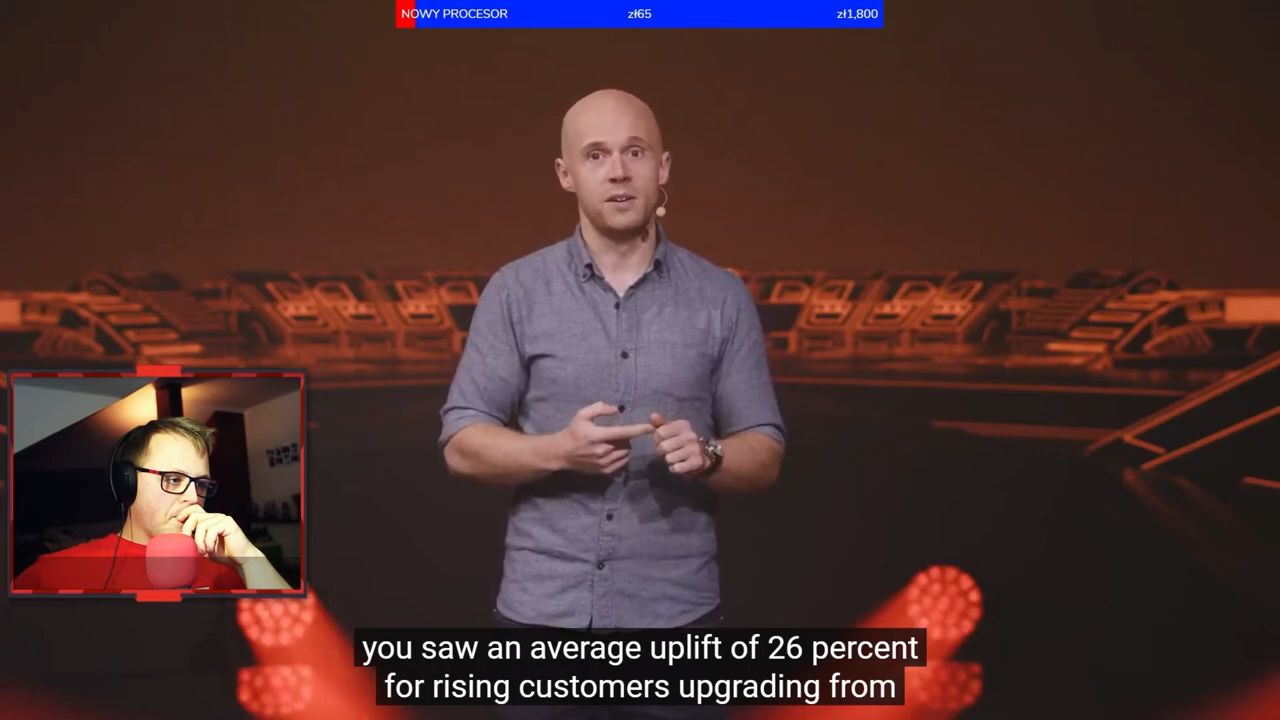 NOWY PROCESOR zł65 zł1,800
you saw an average uplift of 26 percent
for rising customers upgrading from